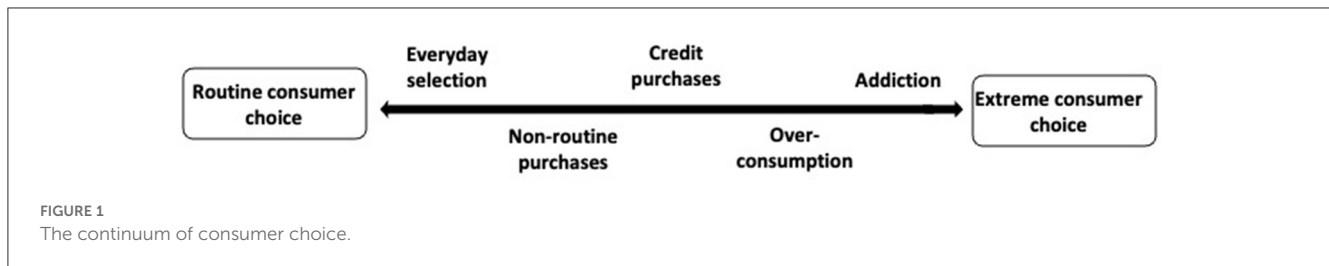 Everyday
selection
Credit
purchases
Addiction
Routine consumer
choice
Extreme consumer
choice
Non-routine
purchases
Over-
consumption
FIGURE 1
The continuum of consumer choice.